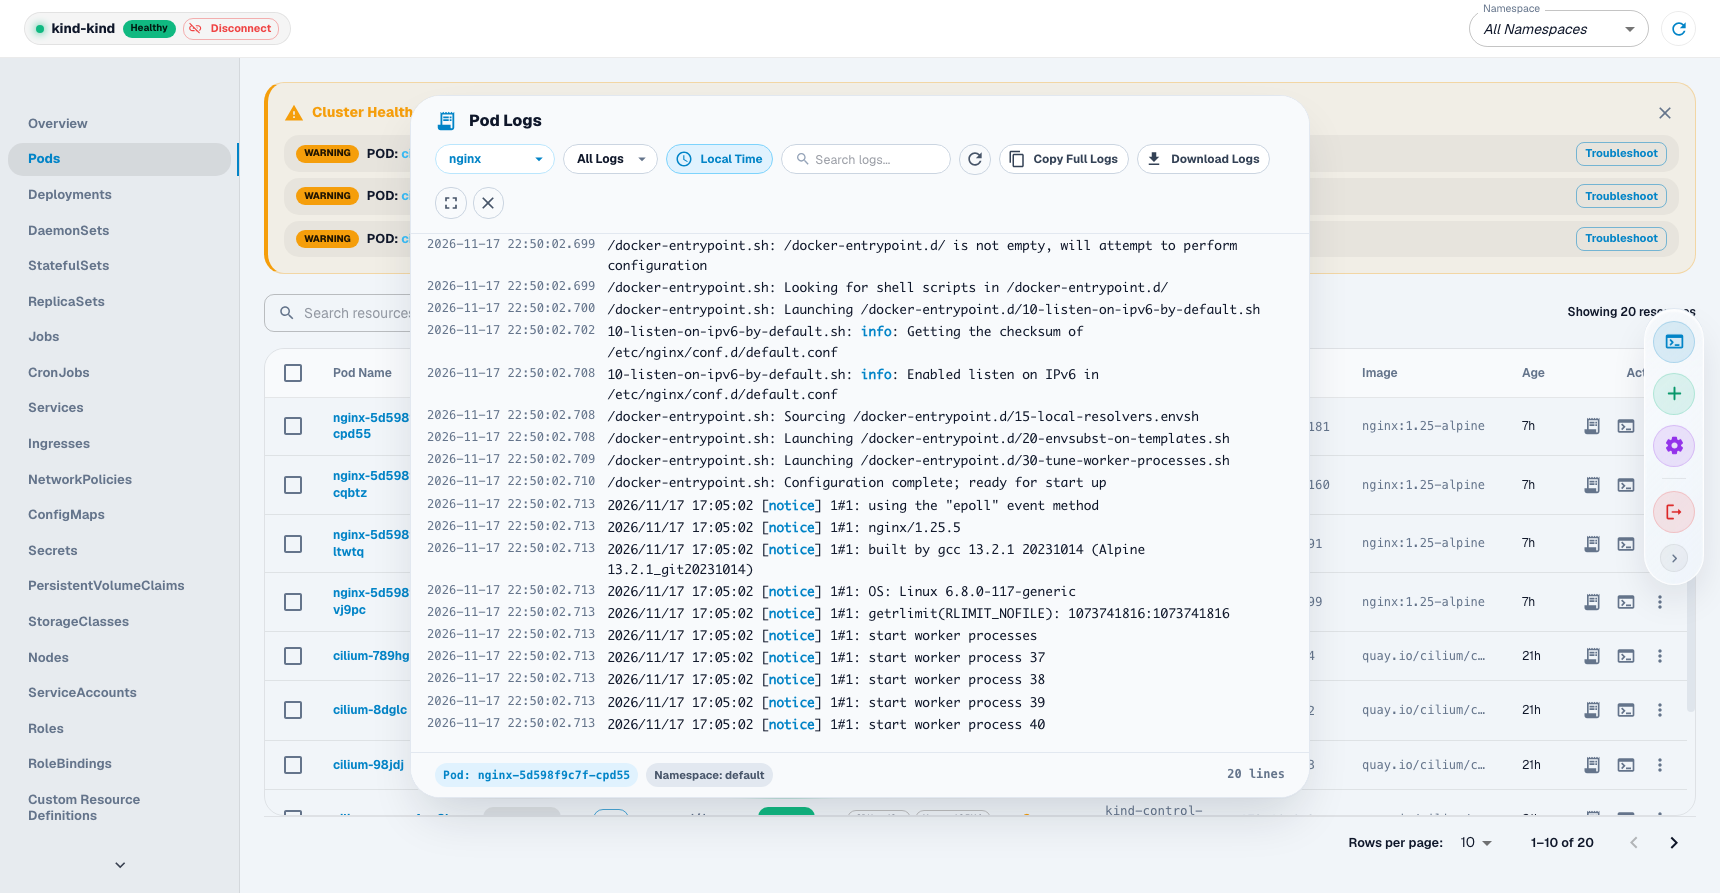 kind-kind Healthy Disconnect
Namespace
All Namespaces
Overview
Pods
Deployments
DaemonSets
StatefulSets
ReplicaSets
Jobs
CronJobs
Services
Ingresses
NetworkPolicies
ConfigMaps
Secrets
PersistentVolumeClaims
StorageClasses
Nodes
ServiceAccounts
Roles
RoleBindings
Custom Resource
Definitions
Cluster Health
WARNING POD: Troubleshoot
WARNING POD: Troubleshoot
WARNING POD: Troubleshoot
Search resources
Showing 20
Pod Name Image Age
nginx-5d598
cpd55
181 nginx:1.25-alpine 7h
nginx-5d598
cqbtz
160 nginx:1.25-alpine 7h
nginx-5d598
ltwtq
91 nginx:1.25-alpine 7h
nginx-5d598
vj9pc
99 nginx:1.25-alpine 7h
cilium-789hg
4 quay.io/cilium/c… 21h
cilium-8dglc
2 quay.io/cilium/c… 21h
cilium-98jdj
3 quay.io/cilium/c… 21h
kind-control-
Rows per page: 10 1–10 of 20
Pod Logs
nginx All Logs Local Time Search logs... Copy Full Logs Download Logs
2026-11-17 22:50:02.699 /docker-entrypoint.sh: /docker-entrypoint.d/ is not empty, will attempt to perform
configuration
2026-11-17 22:50:02.699 /docker-entrypoint.sh: Looking for shell scripts in /docker-entrypoint.d/
2026-11-17 22:50:02.700 /docker-entrypoint.sh: Launching /docker-entrypoint.d/10-listen-on-ipv6-by-default.sh
2026-11-17 22:50:02.702 10-listen-on-ipv6-by-default.sh: info: Getting the checksum of
/etc/nginx/conf.d/default.conf
2026-11-17 22:50:02.708 10-listen-on-ipv6-by-default.sh: info: Enabled listen on IPv6 in
/etc/nginx/conf.d/default.conf
2026-11-17 22:50:02.708 /docker-entrypoint.sh: Sourcing /docker-entrypoint.d/15-local-resolvers.envsh
2026-11-17 22:50:02.708 /docker-entrypoint.sh: Launching /docker-entrypoint.d/20-envsubst-on-templates.sh
2026-11-17 22:50:02.709 /docker-entrypoint.sh: Launching /docker-entrypoint.d/30-tune-worker-processes.sh
2026-11-17 22:50:02.710 /docker-entrypoint.sh: Configuration complete; ready for start up
2026-11-17 22:50:02.713 2026/11/17 17:05:02 [notice] 1#1: using the "epoll" event method
2026-11-17 22:50:02.713 2026/11/17 17:05:02 [notice] 1#1: nginx/1.25.5
2026-11-17 22:50:02.713 2026/11/17 17:05:02 [notice] 1#1: built by gcc 13.2.1 20231014 (Alpine
13.2.1_git20231014)
2026-11-17 22:50:02.713 2026/11/17 17:05:02 [notice] 1#1: OS: Linux 6.8.0-117-generic
2026-11-17 22:50:02.713 2026/11/17 17:05:02 [notice] 1#1: getrlimit(RLIMIT_NOFILE): 1073741816:1073741816
2026-11-17 22:50:02.713 2026/11/17 17:05:02 [notice] 1#1: start worker processes
2026-11-17 22:50:02.713 2026/11/17 17:05:02 [notice] 1#1: start worker process 37
2026-11-17 22:50:02.713 2026/11/17 17:05:02 [notice] 1#1: start worker process 38
2026-11-17 22:50:02.713 2026/11/17 17:05:02 [notice] 1#1: start worker process 39
2026-11-17 22:50:02.713 2026/11/17 17:05:02 [notice] 1#1: start worker process 40
Pod: nginx-5d598f9c7f-cpd55 Namespace: default 20 lines